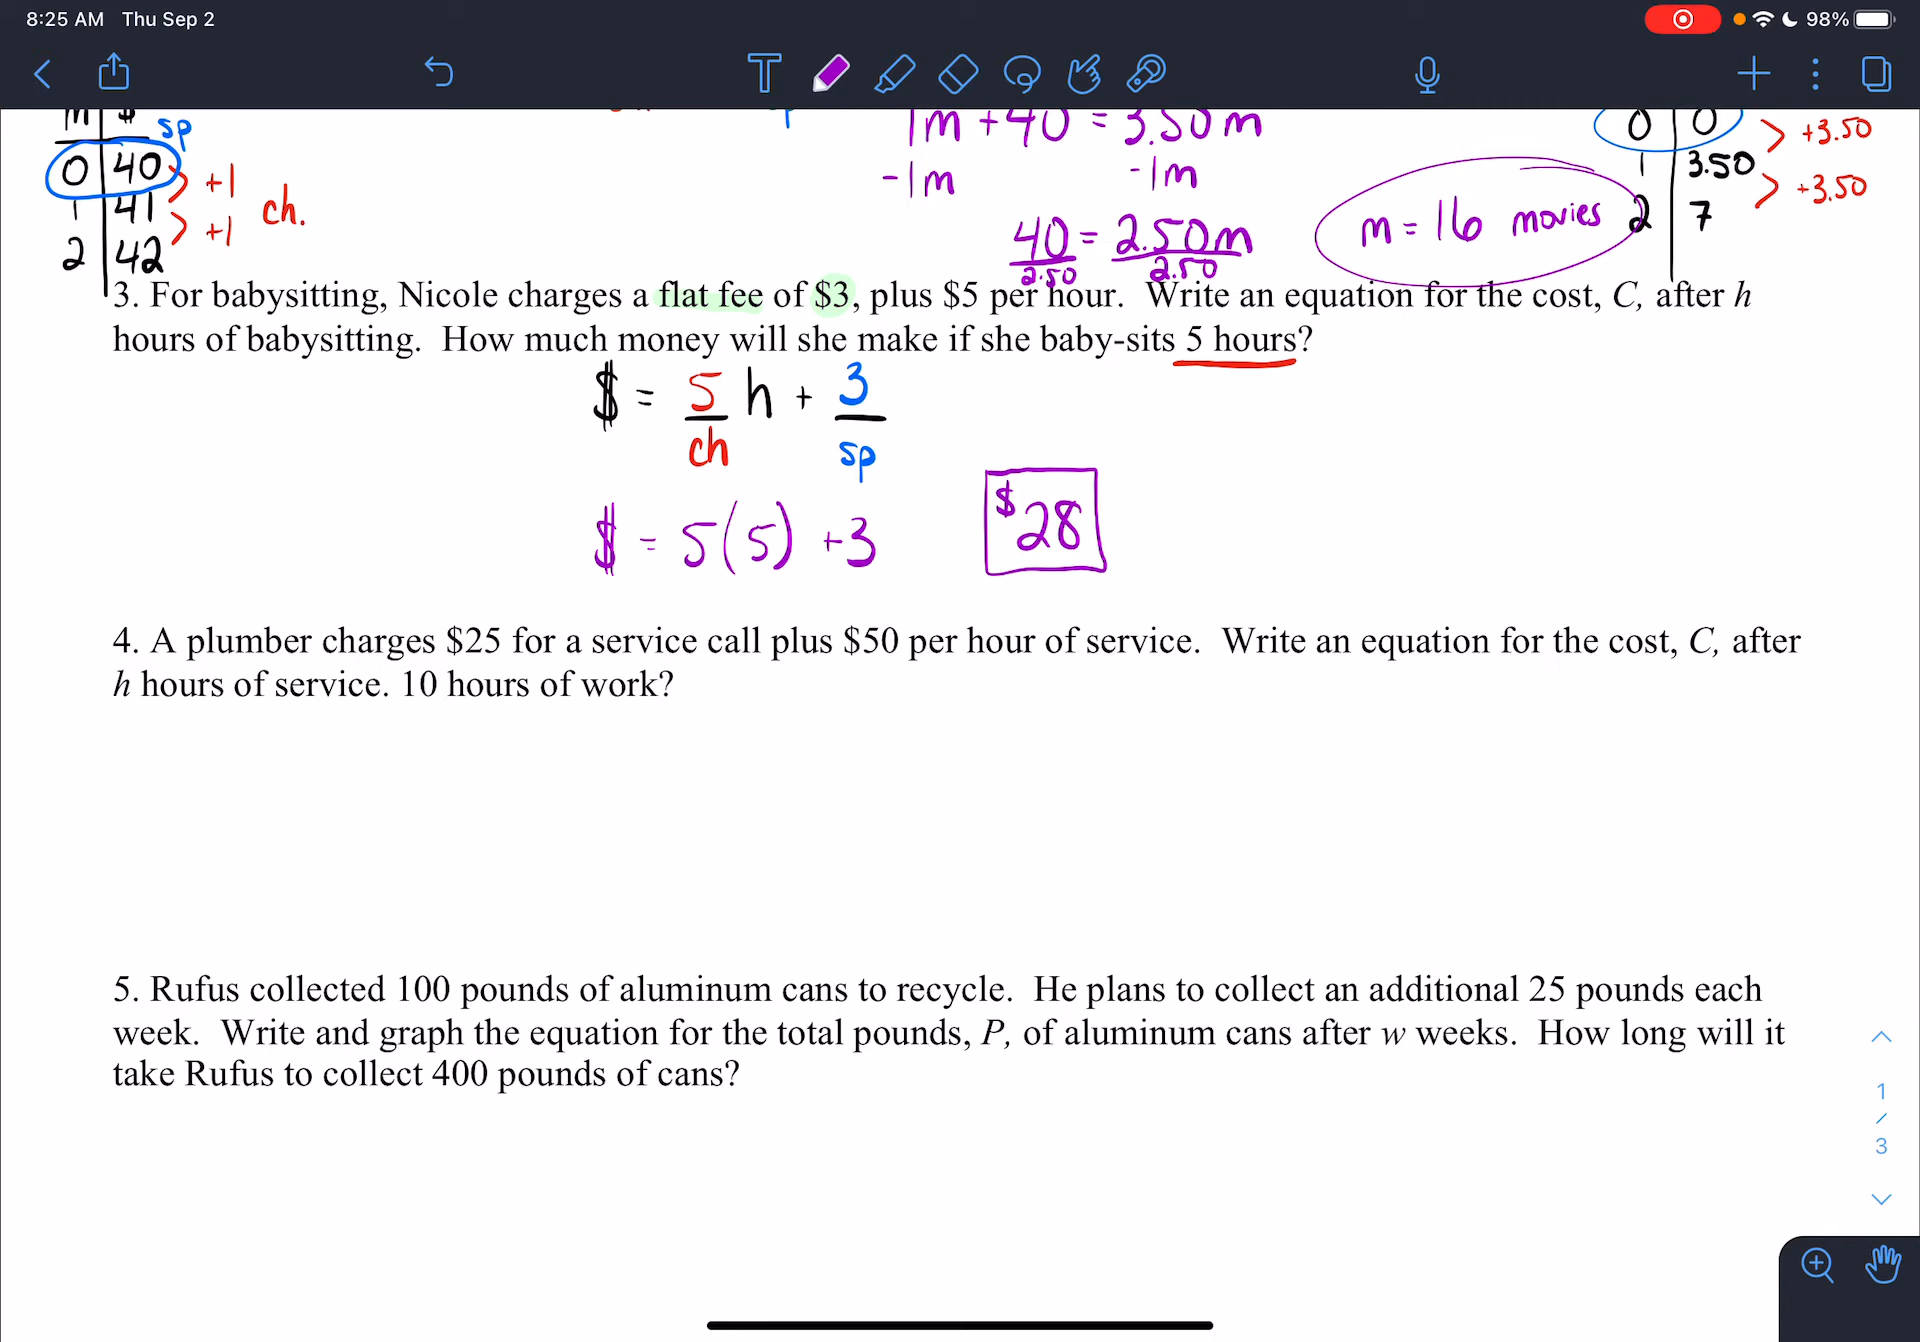 8:25 AM Thu Sep 2
98%
m $ sp
0 40
1 41
2 42
+1
+1
ch.
1m + 40 = 3.50m
-1m -1m
40 = 2.50m
2.50 2.50
m = 16 movies
0 0
1 3.50
2 7
+3.50
+3.50
3. For babysitting, Nicole charges a flat fee of $3, plus $5 per hour. Write an equation for the cost, C, after h
hours of babysitting. How much money will she make if she baby-sits 5 hours?
$ = 5 h + 3
ch sp
$ = 5(5) +3
$28
4. A plumber charges $25 for a service call plus $50 per hour of service. Write an equation for the cost, C, after
h hours of service. 10 hours of work?
5. Rufus collected 100 pounds of aluminum cans to recycle. He plans to collect an additional 25 pounds each
week. Write and graph the equation for the total pounds, P, of aluminum cans after w weeks. How long will it
take Rufus to collect 400 pounds of cans?
1
/
3